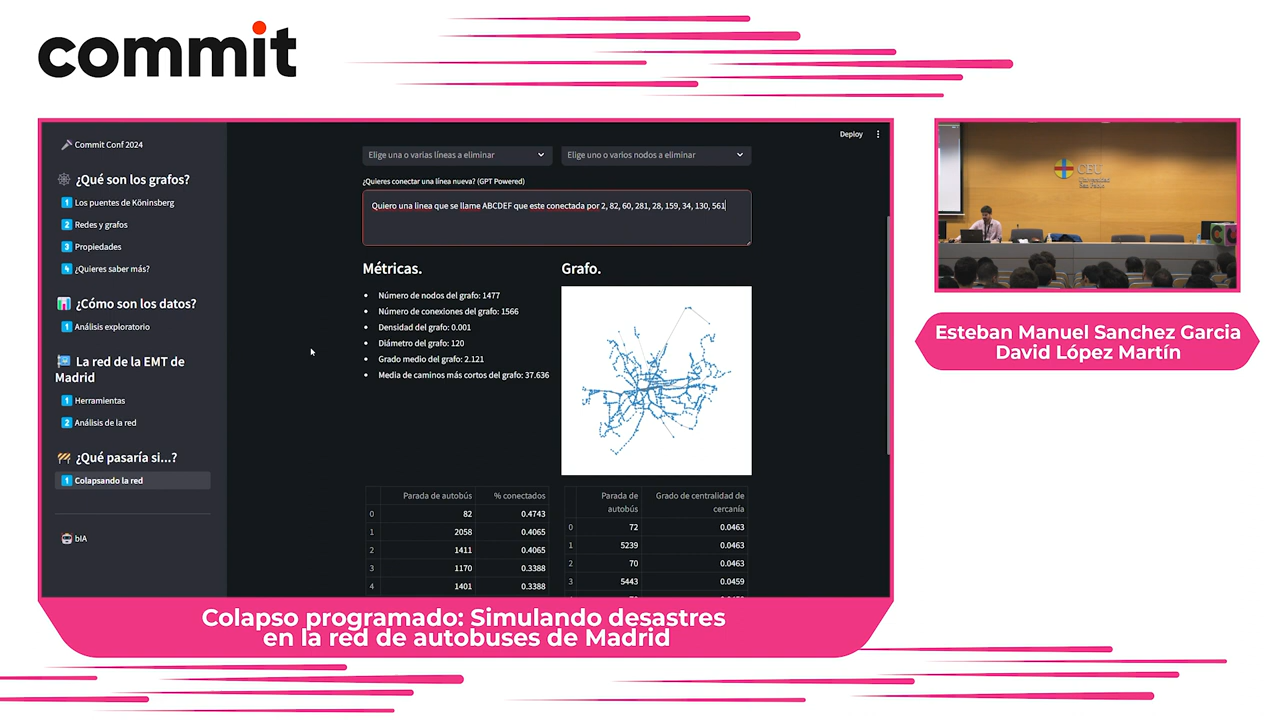 commit
Commit Conf 2024
¿Qué son los grafos?
1 Los puentes de Köninsberg
2 Redes y grafos
3 Propiedades
4 ¿Quieres saber más?
¿Cómo son los datos?
1 Análisis exploratorio
La red de la EMT de
Madrid
1 Herramientas
2 Análisis de la red
¿Qué pasaría si...?
1 Colapsando la red
bIA
Deploy
Elige una o varias líneas a eliminar
Elige uno o varios nodos a eliminar
¿Quieres conectar una línea nueva? (GPT Powered)
Quiero una linea que se llame ABCDEF que este conectada por 2, 82, 60, 281, 28, 159, 34, 130, 561
Métricas.
Número de nodos del grafo: 1477
Número de conexiones del grafo: 1566
Densidad del grafo: 0.001
Diámetro del grafo: 120
Grado medio del grafo: 2.121
Media de caminos más cortos del grafo: 37.636
Grafo.
Parada de autobús % conectados
0 82 0.4743
1 2058 0.4065
2 1411 0.4065
3 1170 0.3388
4 1401 0.3388
Parada de autobús Grado de centralidad de cercanía
0 72 0.0463
1 5239 0.0463
2 70 0.0463
3 5443 0.0459
CEU
Esteban Manuel Sanchez Garcia
David López Martín
Colapso programado: Simulando desastres
en la red de autobuses de Madrid